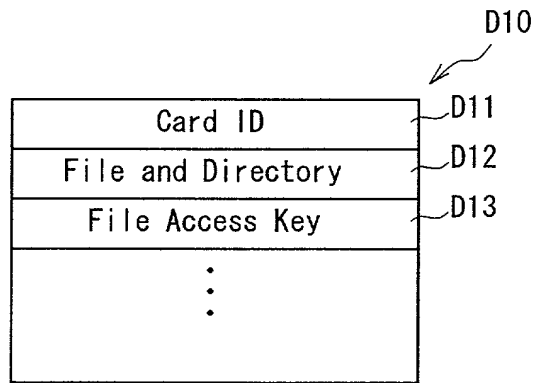 D10
Card ID
D11
File and Directory
D12
File Access Key
D13